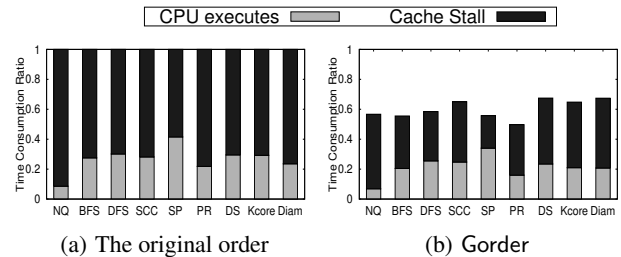 CPU executes Cache Stall
Time Consumption Ratio
1
0.8
0.6
0.4
0.2
0
NQ BFS DFS SCC SP PR DS Kcore Diam
(a) The original order
Time Consumption Ratio
1
0.8
0.6
0.4
0.2
0
NQ BFS DFS SCC SP PR DS Kcore Diam
(b) Gorder